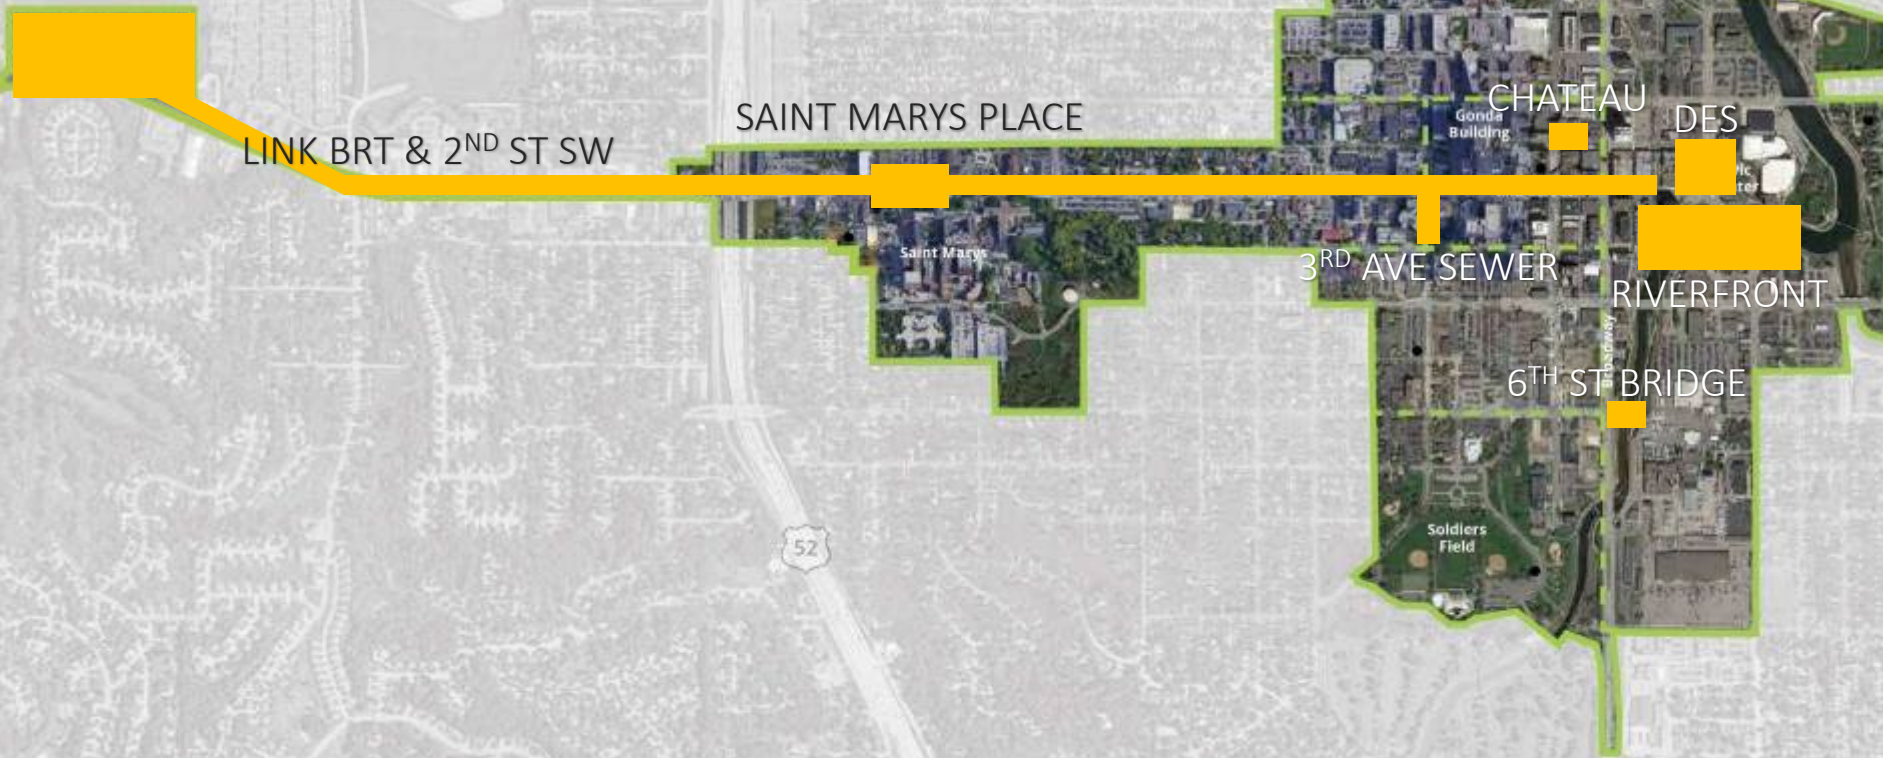 CHATEAU
SAINT MARYS PLACE
DES
Gonda
Building
LINK BRT & 2ND ST SW
Saint Marys
3RD AVE SEWER
RIVERFRONT
Broadway
6TH ST BRIDGE
Soldiers
Field
52